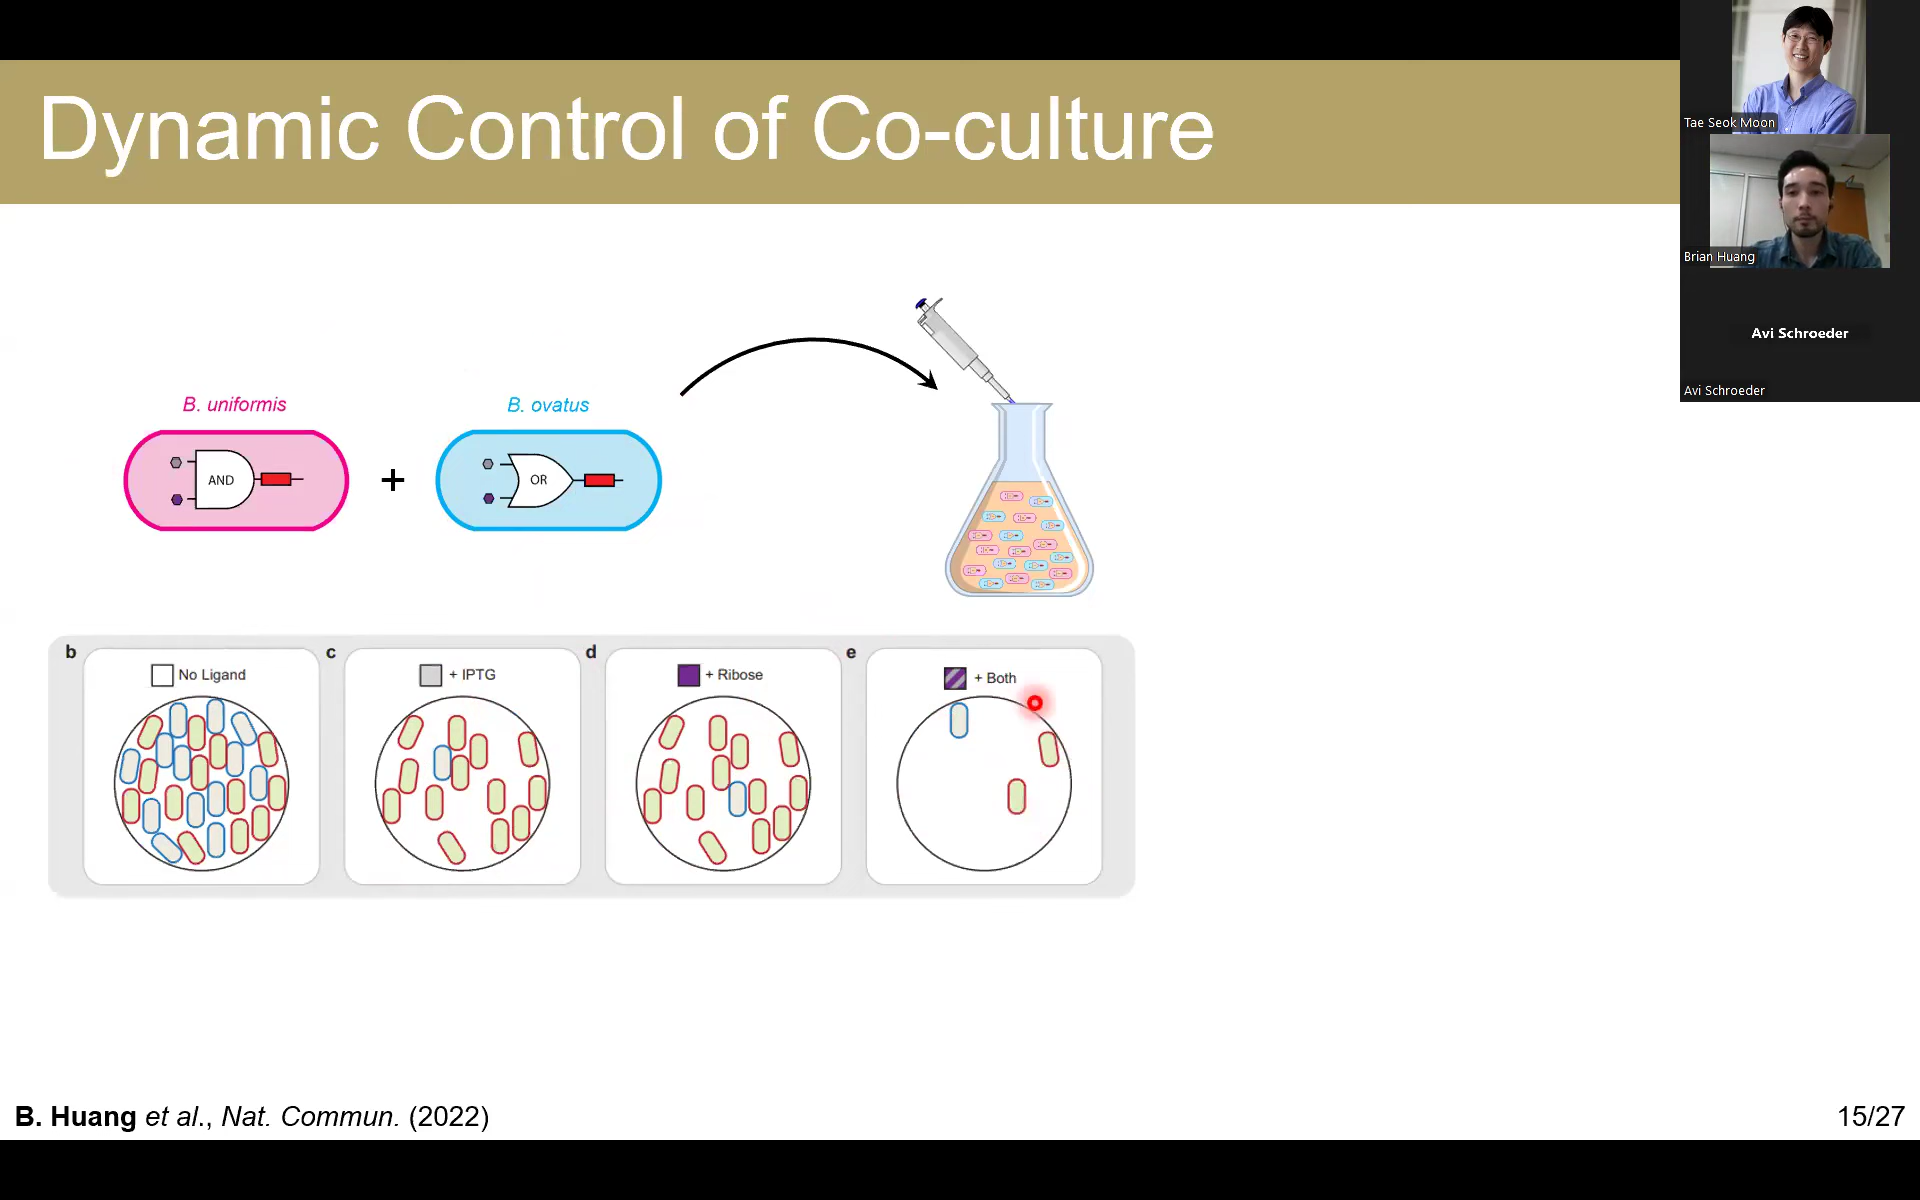 Dynamic Control of Co-culture
Tae Seok Moon
Brian Huang
Avi Schroeder
Avi Schroeder
B. uniformis
B. ovatus
AND
+
OR
b
No Ligand
c
+ IPTG
d
+ Ribose
e
+ Both
B. Huang et al., Nat. Commun. (2022)
15/27